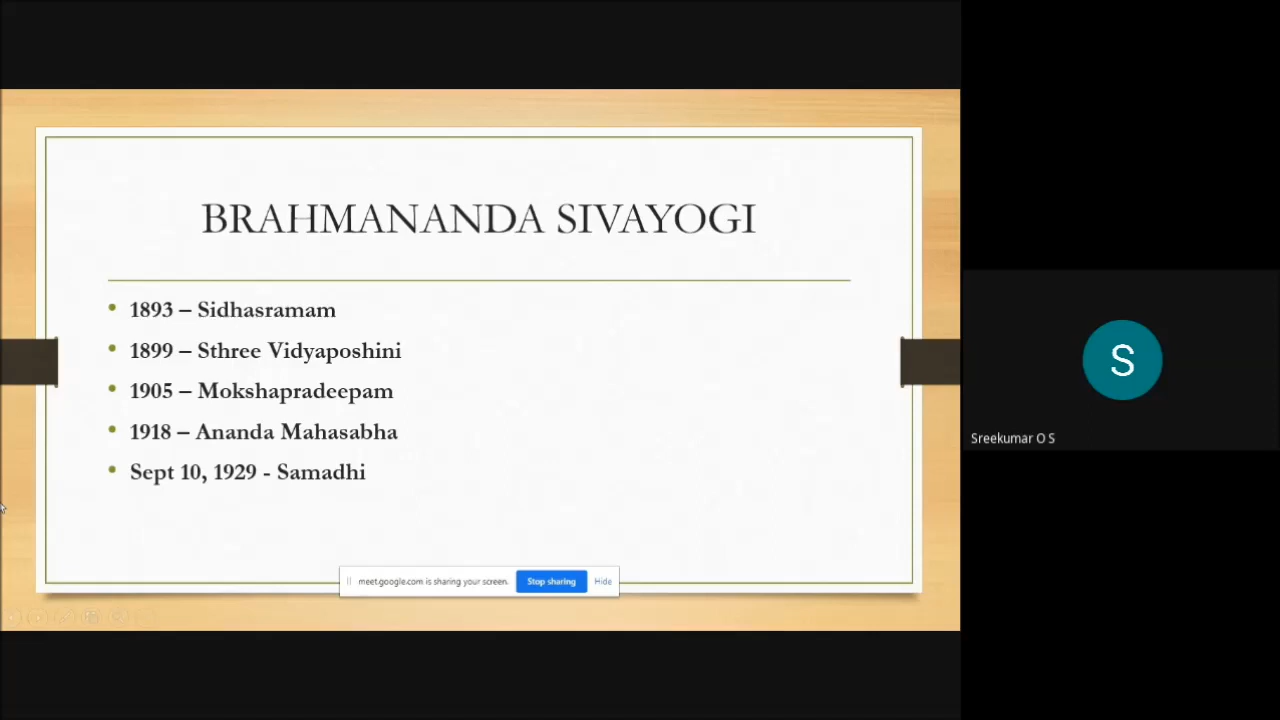 BRAHMANANDA SIVAYOGI
• 1893 – Sidhasramam
• 1899 – Sthree Vidyaposhini
• 1905 – Mokshapradeepam
• 1918 – Ananda Mahasabha
• Sept 10, 1929 - Samadhi
meet.google.com is sharing your screen. Stop sharing Hide
S
Sreekumar O S